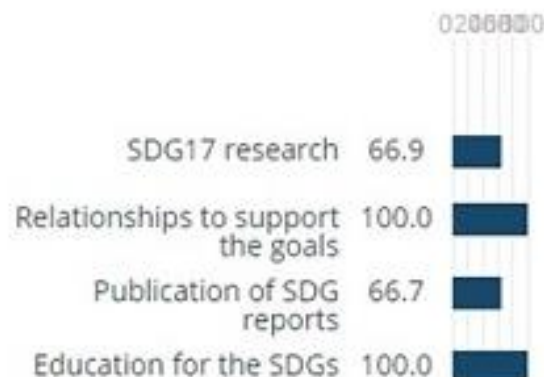 020406080100
SDG17 research 66.9
Relationships to support 100.0
the goals
Publication of SDG 66.7
reports
Education for the SDGs 100.0